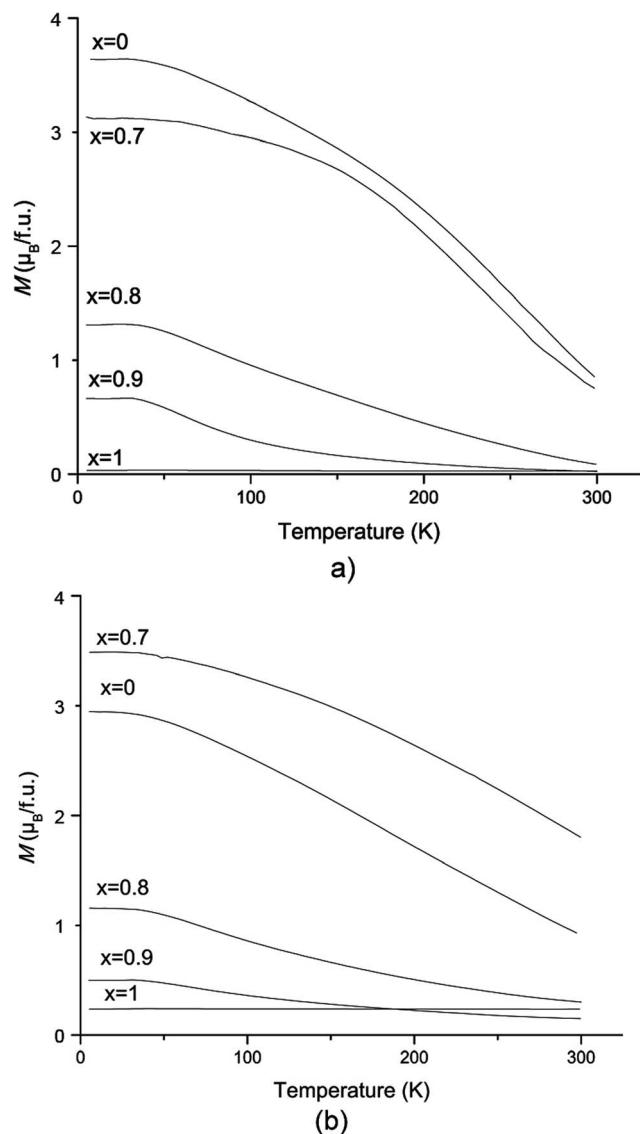 4
x=0
3
x=0.7
M (μB/f.u.)
2
x=0.8
1
x=0.9
x=1
0
0 100 200 300
Temperature (K)
a)
4
x=0.7
x=0
3
M (μB/f.u.)
2
x=0.8
1
x=0.9
x=1
0
0 100 200 300
Temperature (K)
(b)